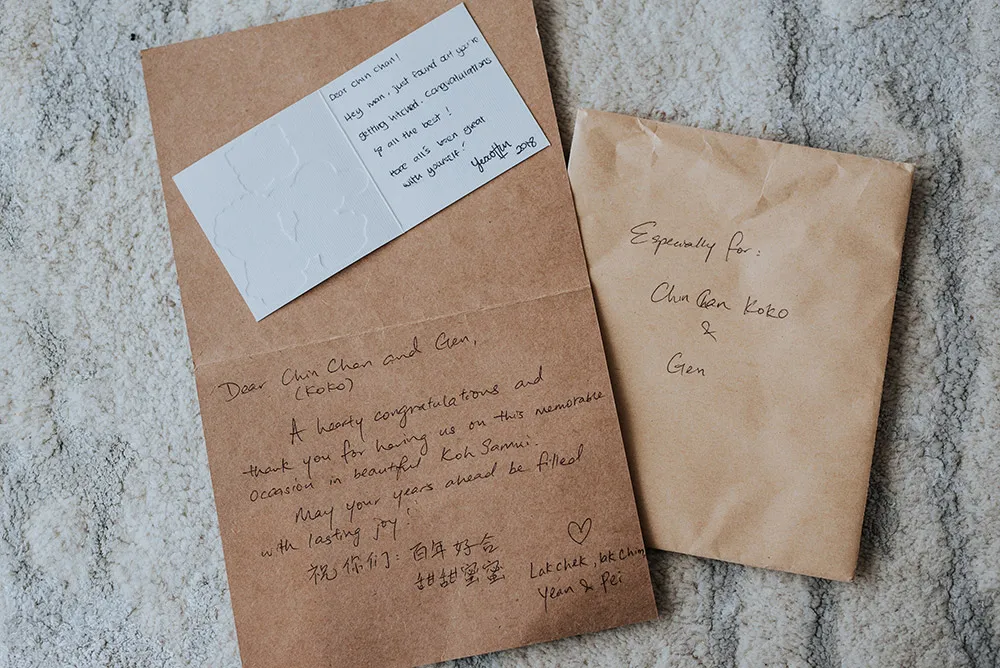 Dear Chin Chan!
Hey man, just found out you're
getting hitched. Congratulations
& all the best!
Hope all's been great
with yourself!
2018
Dear Chin Chan and Gen,
(Koko)
A hearty congratulations and
thank you for having us on this memorable
occasion in beautiful Koh Samui.
May your years ahead be filled
with lasting joy!
祝你们：百年好合
甜甜蜜蜜
Lak chek, lak Chim
Yean & Pei
Especially for:
Chin Chan Koko
&
Gen